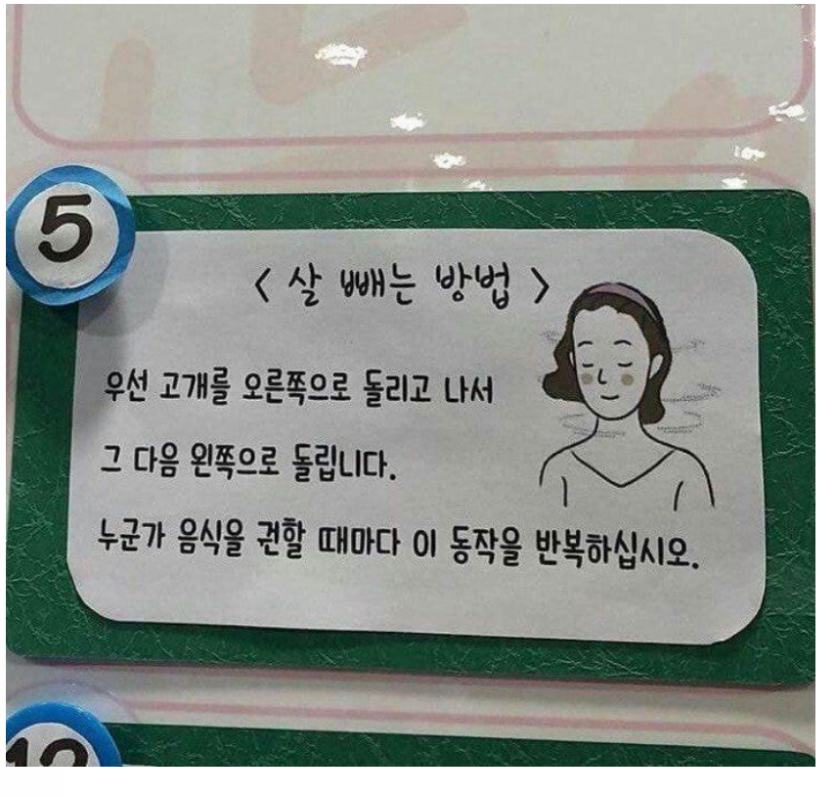 5
< 살 빼는 방법 >
우선 고개를 오른쪽으로 돌리고 나서
그 다음 왼쪽으로 돌립니다.
누군가 음식을 권할 때마다 이 동작을 반복하십시오.